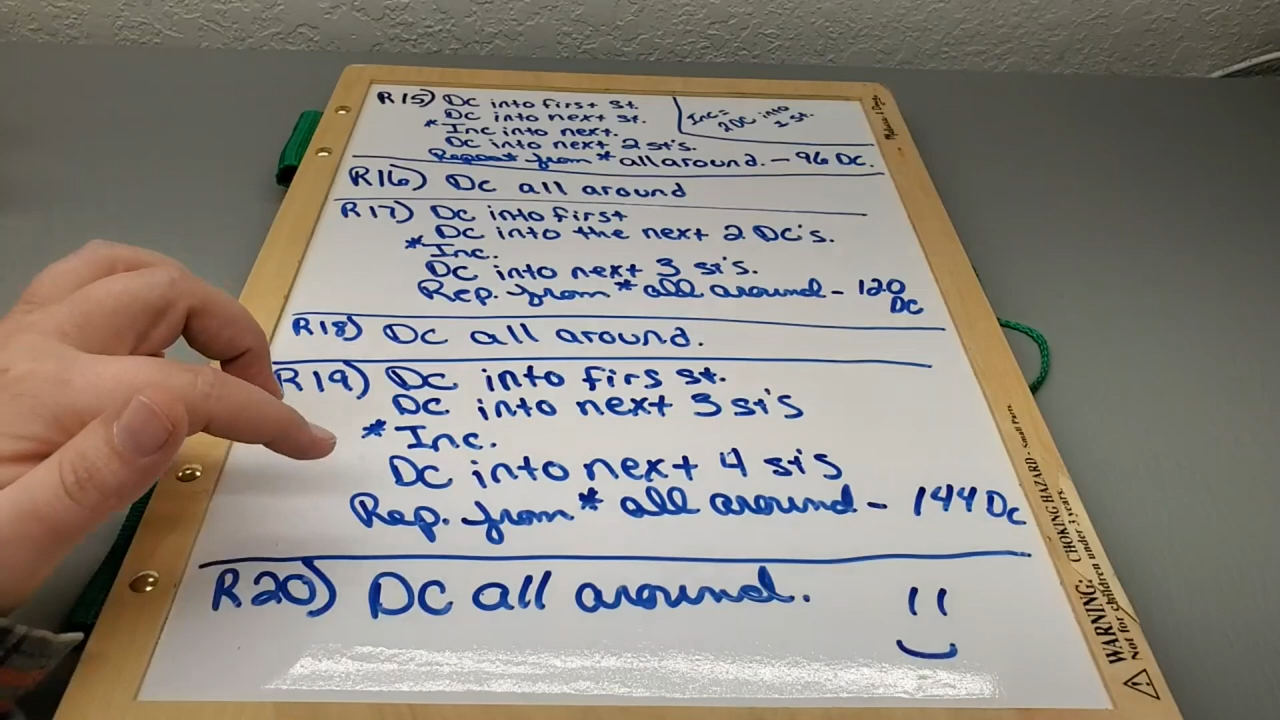 R15) Dc into first st.
Dc into next st.
*Inc into next.
Dc into next 2 st's.
Repeat from * all around. - 96 Dc.
Inc=
2DC into
1 st.
R16) Dc all around
R17) Dc into first
Dc into the next 2 Dc's.
*Inc.
Dc into next 3 st's.
Rep. from * all around - 120
DC
R18) Dc all around.
R19) Dc into firs st.
Dc into next 3 st's
* Inc.
Dc into next 4 st's
Rep. from * all around - 144 Dc
R20) DC all around.
WARNING: CHOKING HAZARD - Small Parts.
Not for children under 3 years.